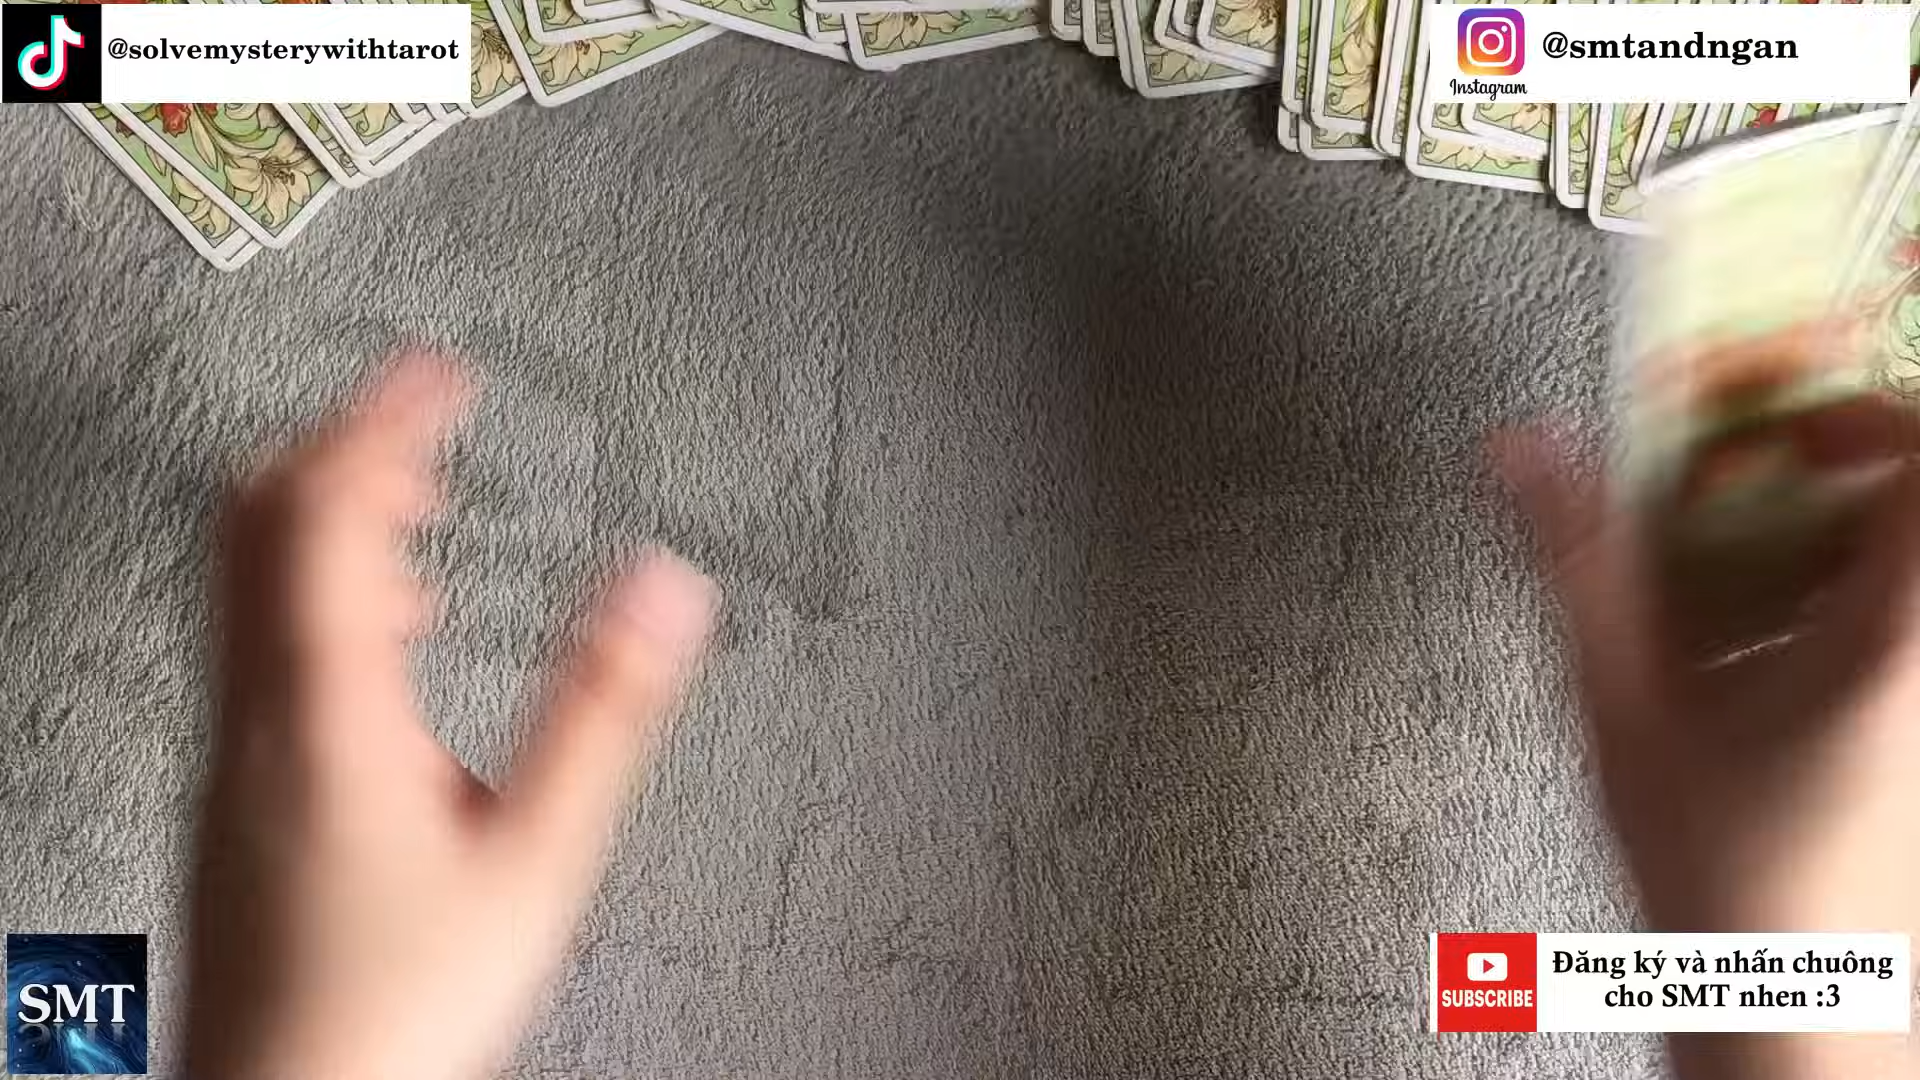 @solvemysterywithtarot
@smtandngan
Instagram
SMT
SUBSCRIBE
Đăng ký và nhấn chuông
cho SMT nhen :3